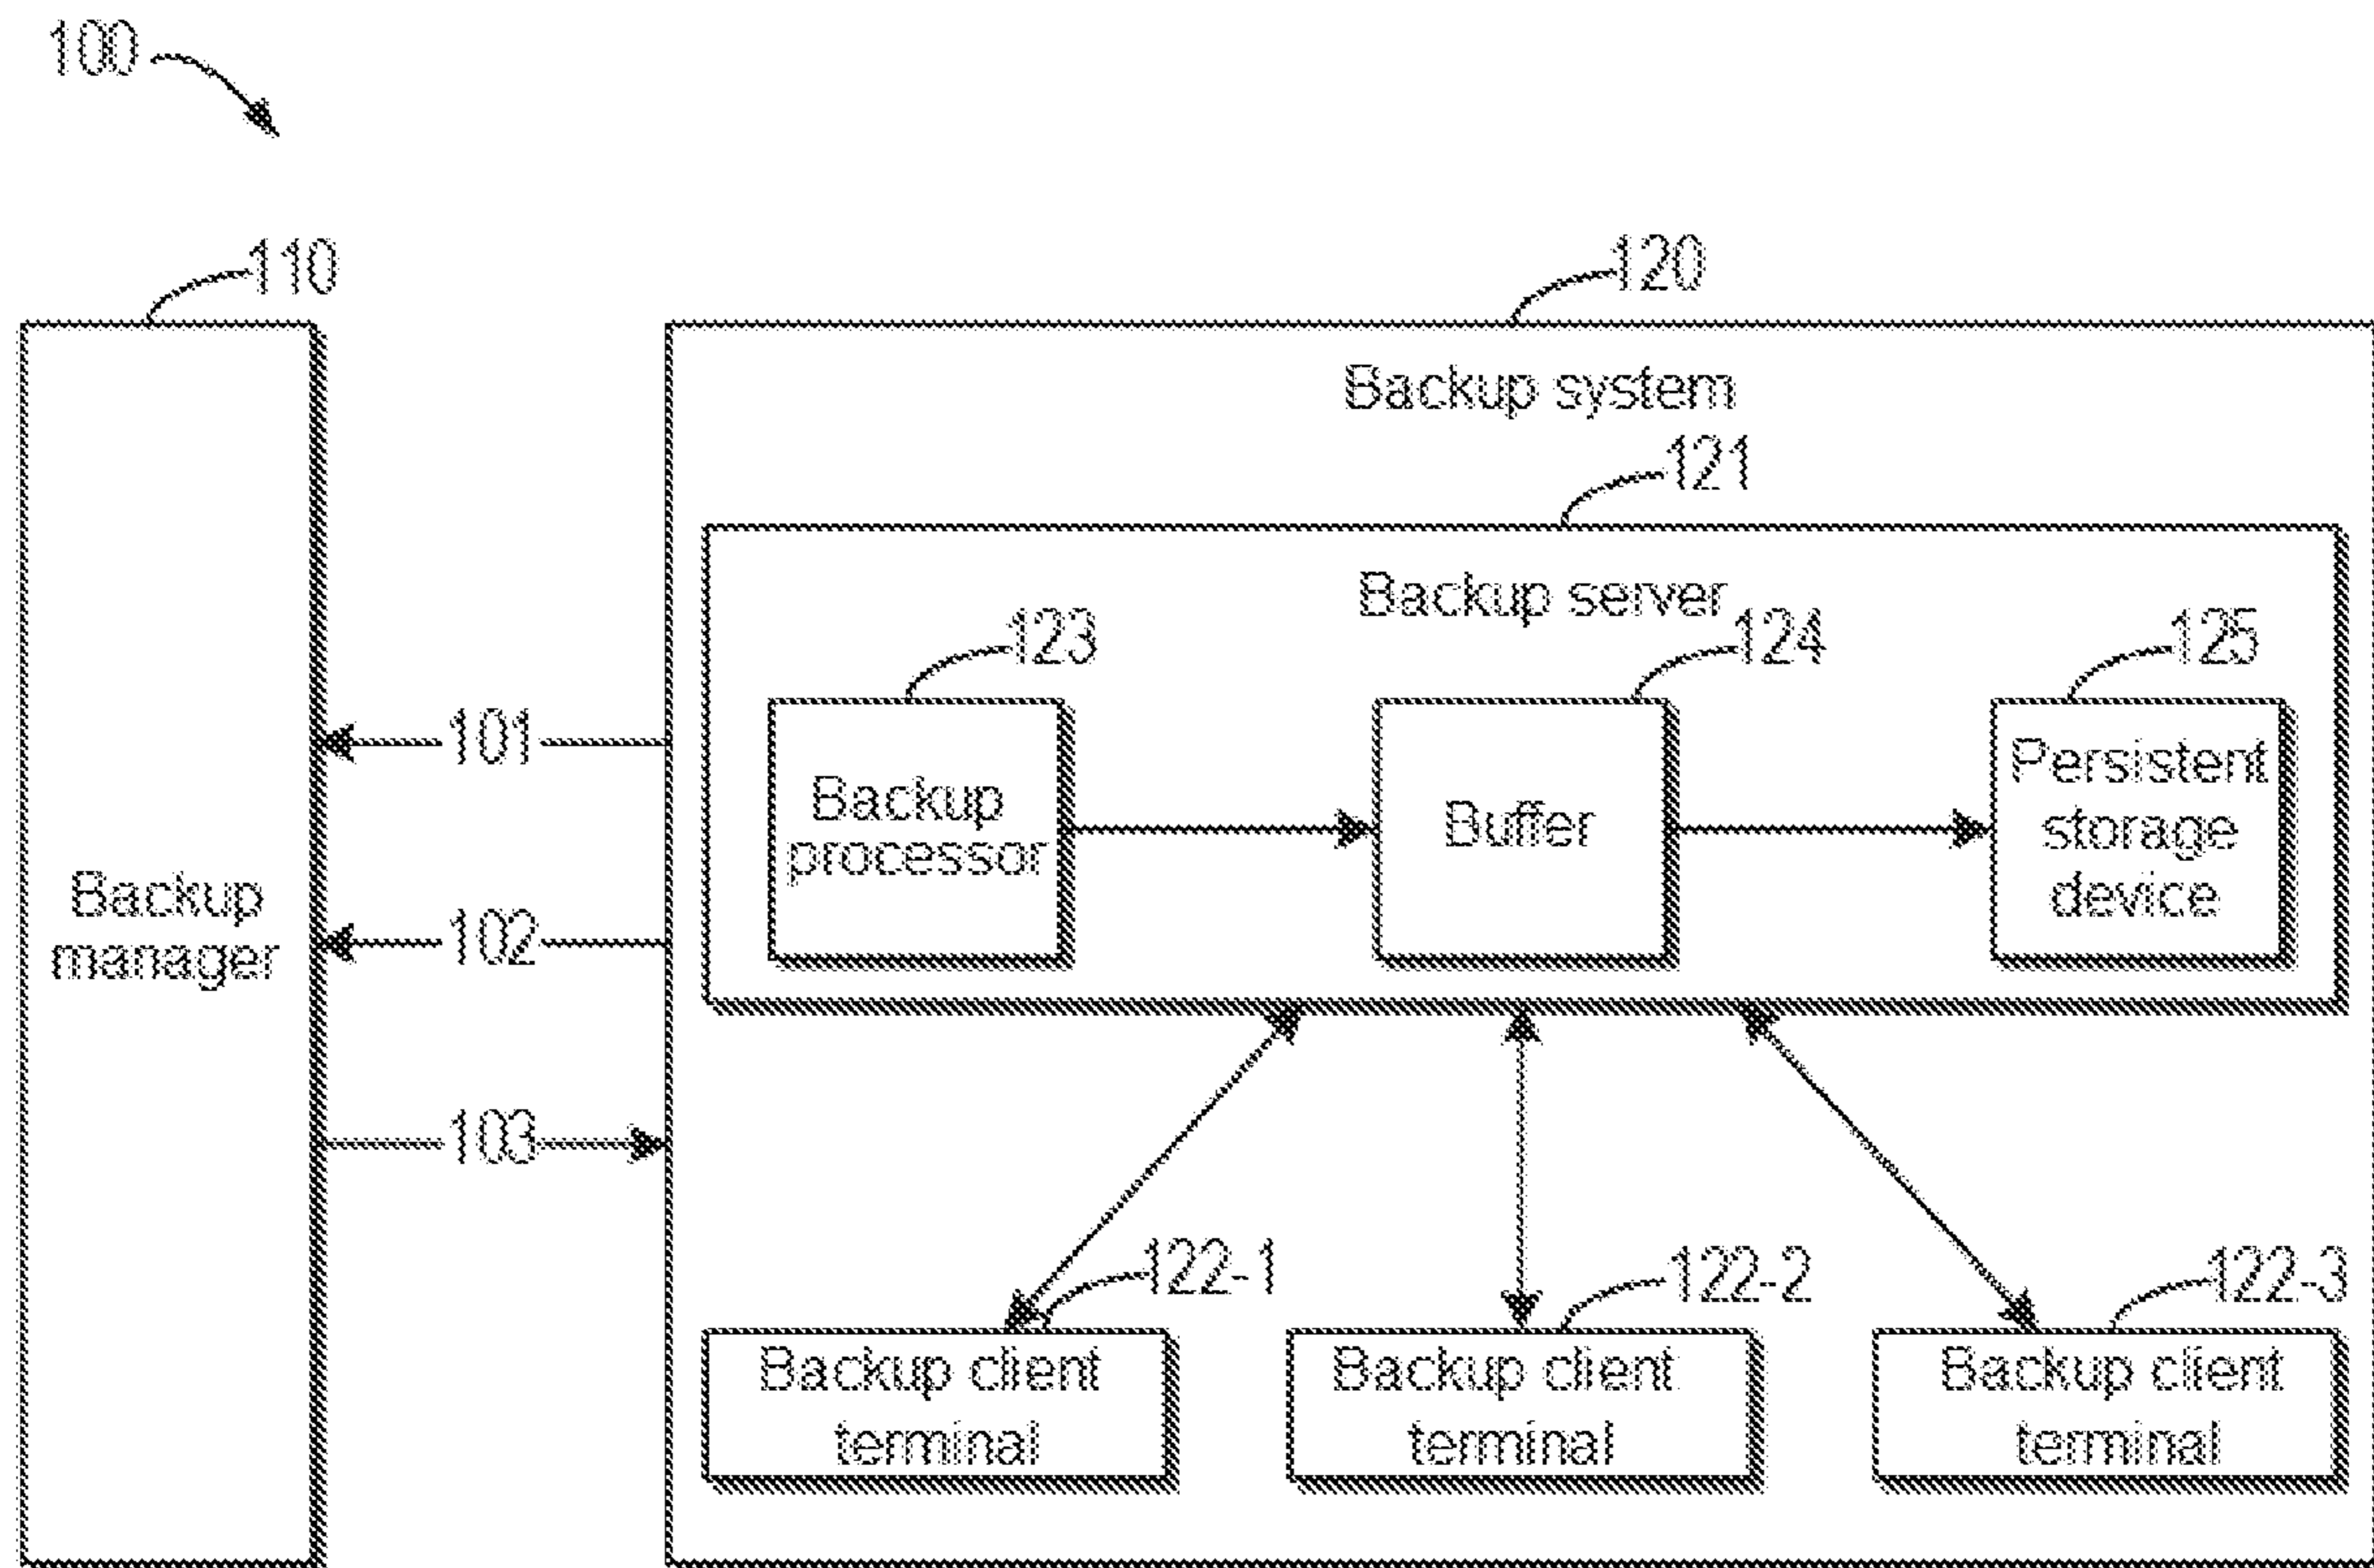 100
110
120
Backup system
121
Backup server
123
124
125
Backup
processor
Buffer
Persistent
storage
device
101
102
103
Backup
manager
122-1
122-2
122-3
Backup client
terminal
Backup client
terminal
Backup client
terminal